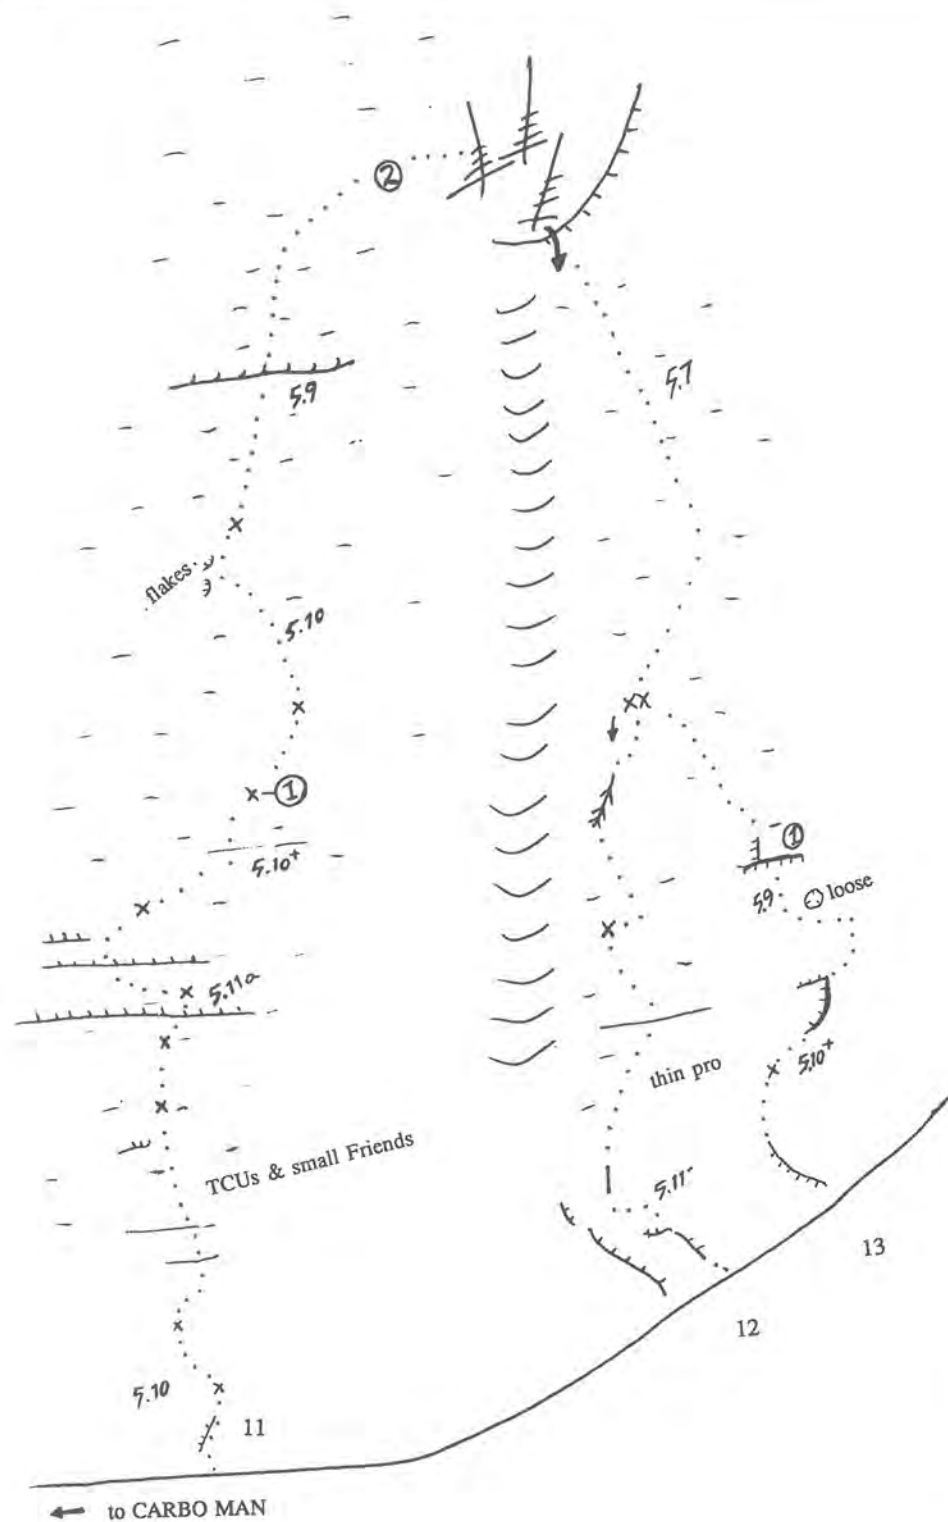 2
5.9
5.7
flakes
5.10
1
5.10+
1
5.9
loose
5.11a
5.10+
thin pro
TCUs & small Friends
5.11-
13
12
5.10
11
to CARBO MAN